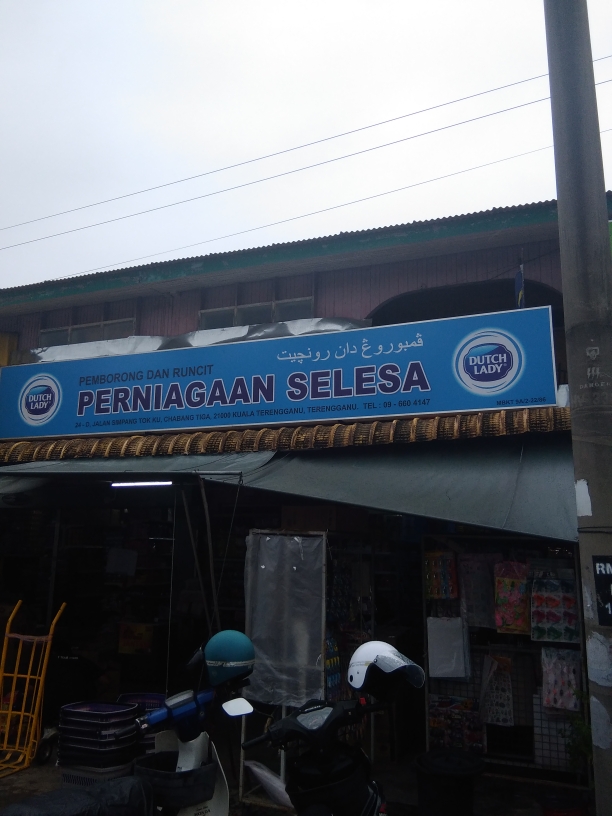 ڤمبوروڠ دان رونچيت
PEMBORONG DAN RUNCIT
PERNIAGAAN SELESA
24 - D, JALAN SIMPANG TOK KU, CHABANG TIGA, 21000 KUALA TERENGGANU, TERENGGANU. TEL : 09 - 660 4147
DUTCH LADY
DUTCH LADY
RM